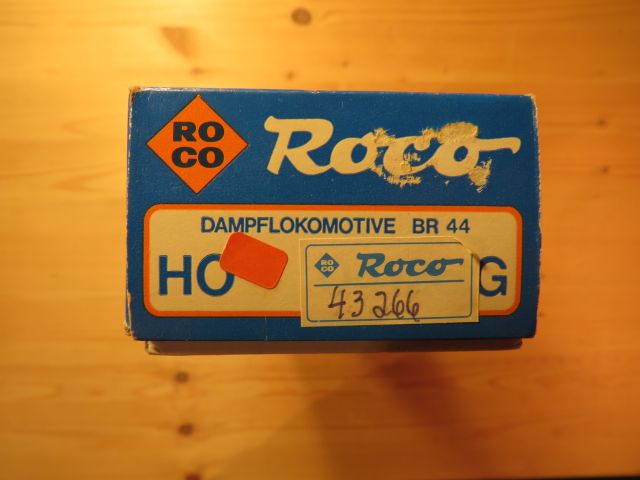 RO
CO
Roco
DAMPFLOKOMOTIVE BR 44
HO
G
RO
CO
Roco
43266